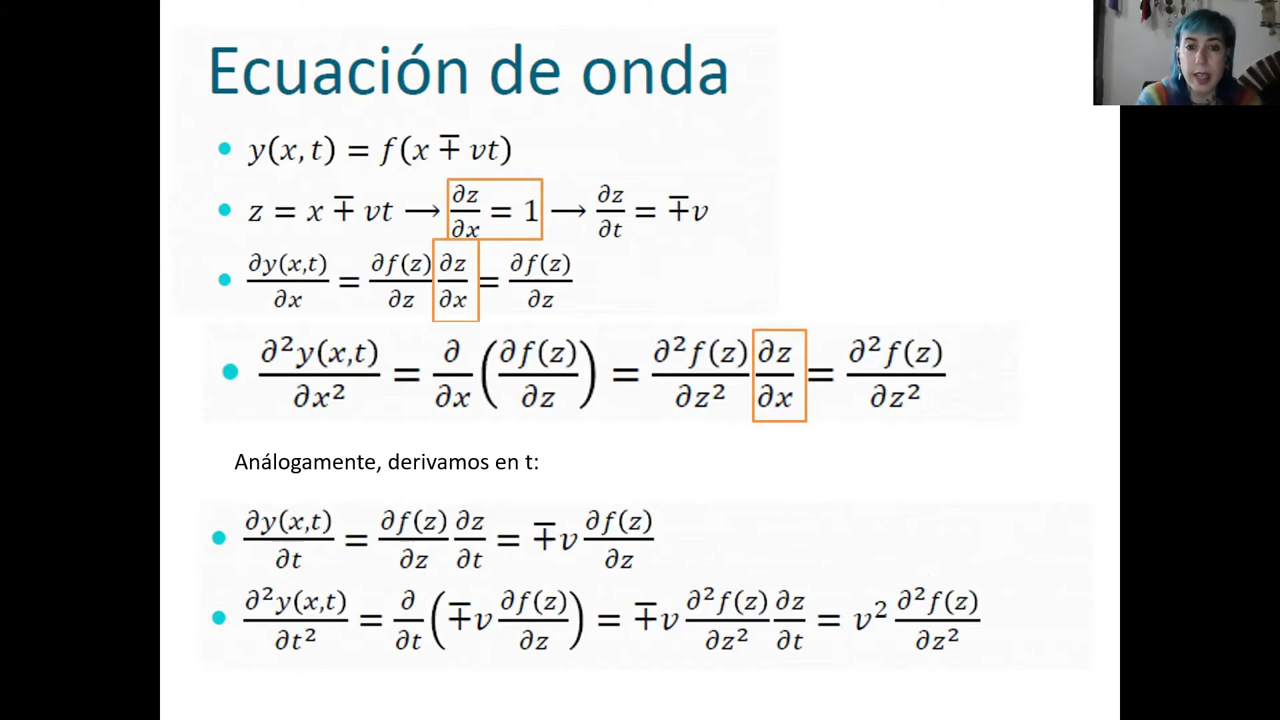 Ecuación de onda
• y(x, t) = f(x ∓ vt)
• z = x ∓ vt ⟶ ∂z/∂x = 1 ⟶ ∂z/∂t = ∓v
• ∂y(x,t)/∂x = ∂f(z)/∂z ∂z/∂x = ∂f(z)/∂z
• ∂²y(x,t)/∂x² = ∂/∂x (∂f(z)/∂z) = ∂²f(z)/∂z² ∂z/∂x = ∂²f(z)/∂z²
Análogamente, derivamos en t:
• ∂y(x,t)/∂t = ∂f(z)/∂z ∂z/∂t = ∓v ∂f(z)/∂z
• ∂²y(x,t)/∂t² = ∂/∂t (∓v ∂f(z)/∂z) = ∓v ∂²f(z)/∂z² ∂z/∂t = v² ∂²f(z)/∂z²